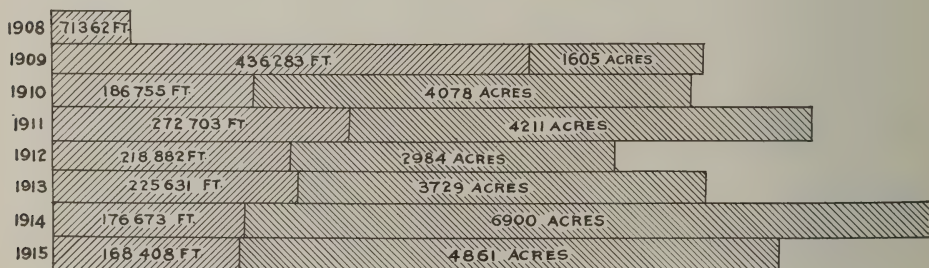 1908 71362 FT.
1909 436283 FT. 1605 ACRES
1910 186755 FT. 4078 ACRES
1911 272703 FT. 4211 ACRES
1912 218882 FT. 2984 ACRES
1913 225631 FT. 3729 ACRES
1914 176673 FT. 6900 ACRES
1915 168408 FT. 4861 ACRES